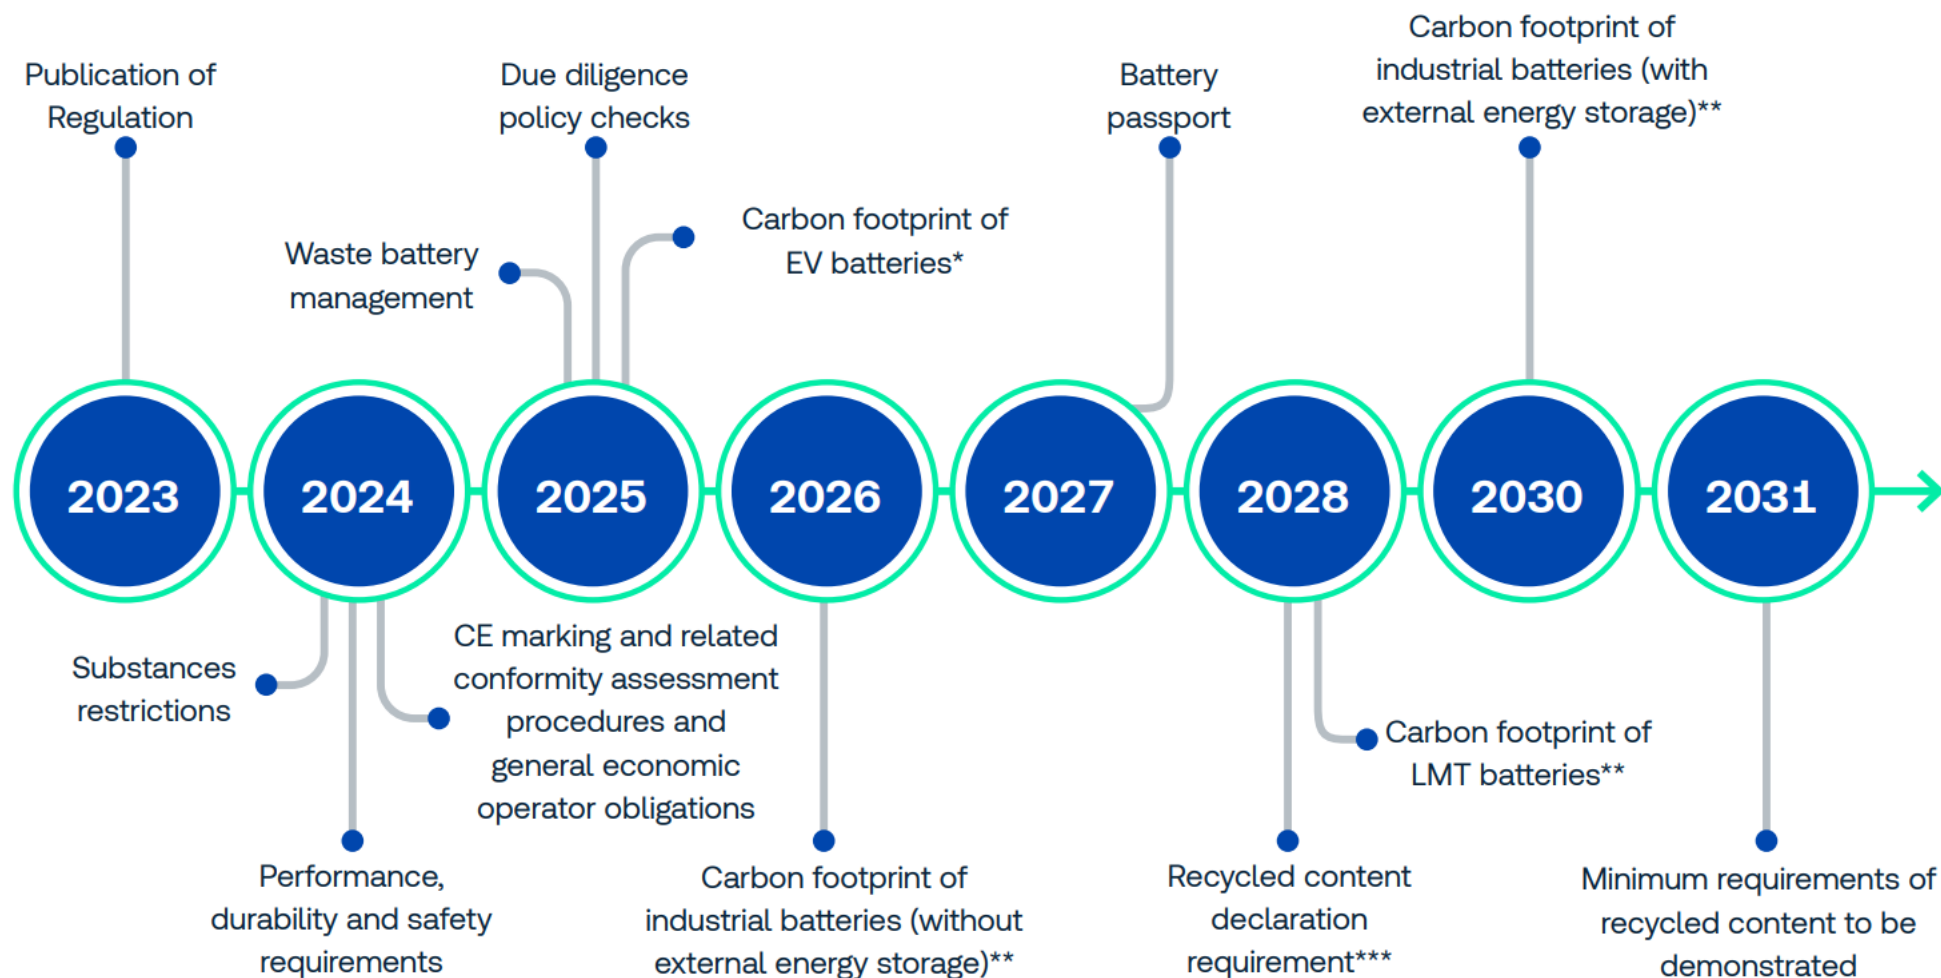 Publication of
Regulation
Due diligence
policy checks
Battery
passport
Carbon footprint of
industrial batteries (with
external energy storage)**
Waste battery
management
Carbon footprint of
EV batteries*
2023
2024
2025
2026
2027
2028
2030
2031
Substances
restrictions
CE marking and related
conformity assessment
procedures and
general economic
operator obligations
Carbon footprint of
LMT batteries**
Performance,
durability and safety
requirements
Carbon footprint of
industrial batteries (without
external energy storage)**
Recycled content
declaration
requirement***
Minimum requirements of
recycled content to be
demonstrated